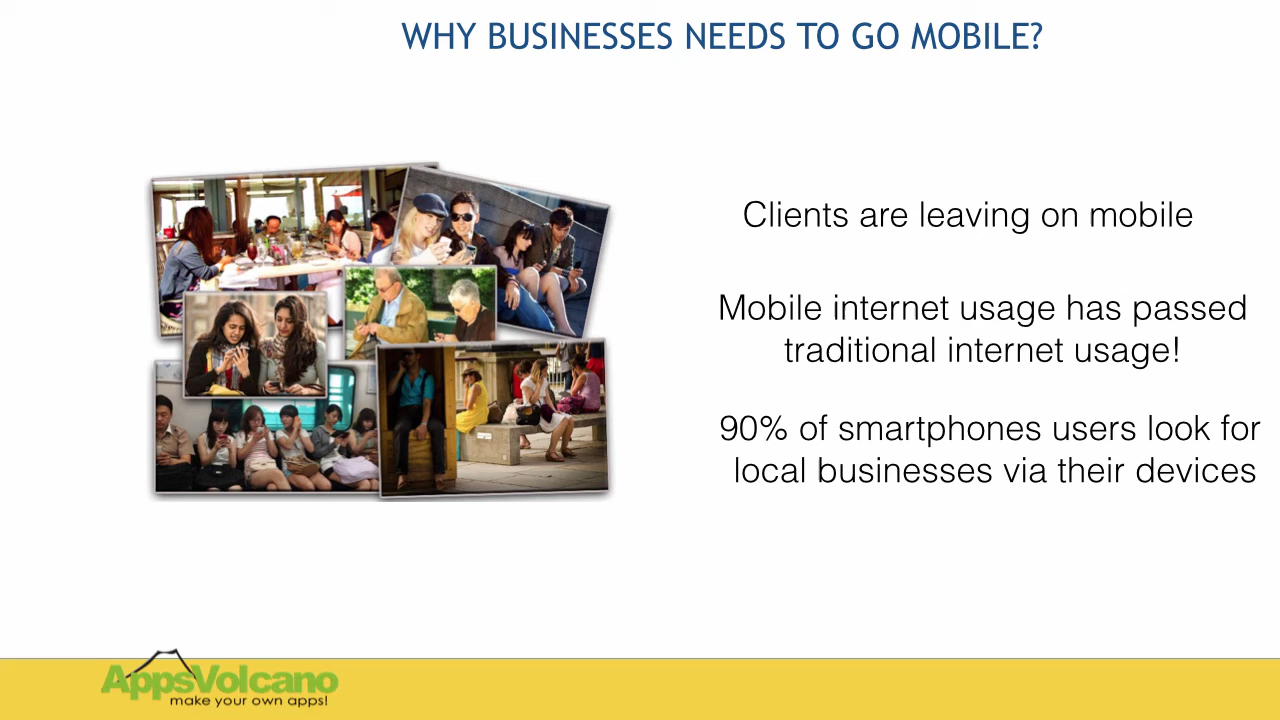 WHY BUSINESSES NEEDS TO GO MOBILE?
Clients are leaving on mobile
Mobile internet usage has passed
traditional internet usage!
90% of smartphones users look for
local businesses via their devices
AppsVolcano
make your own apps!